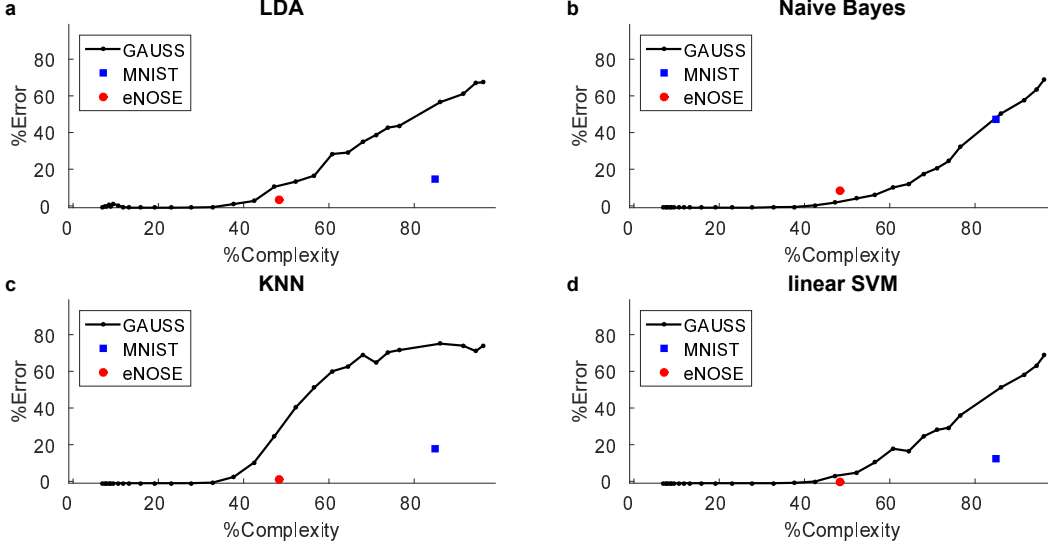 a
LDA
%Error
80
60
40
20
0
GAUSS
MNIST
eNOSE
0 20 40 60 80
%Complexity
b
Naive Bayes
%Error
80
60
40
20
0
GAUSS
MNIST
eNOSE
0 20 40 60 80
%Complexity
c
KNN
%Error
80
60
40
20
0
GAUSS
MNIST
eNOSE
0 20 40 60 80
%Complexity
d
linear SVM
%Error
80
60
40
20
0
GAUSS
MNIST
eNOSE
0 20 40 60 80
%Complexity